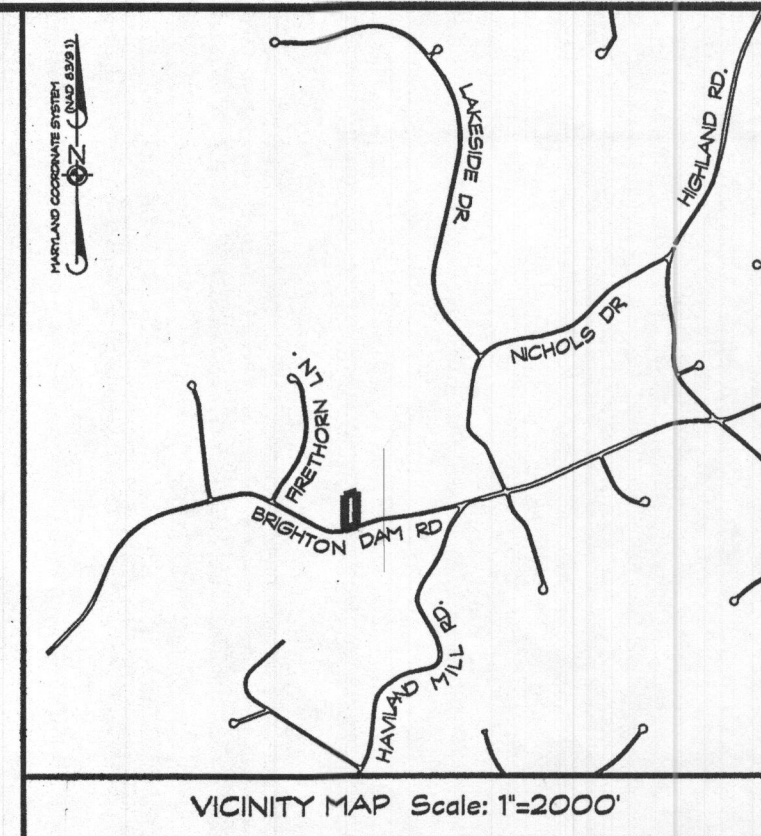 MARYLAND COORDINATE SYSTEM
(NAD 83/91)
N
LAKESIDE DR
HIGHLAND RD.
NICHOLS DR
FIRETHORN LN.
BRIGHTON DAM RD
HAVILAND MILL RD.
VICINITY MAP Scale: 1"=2000'